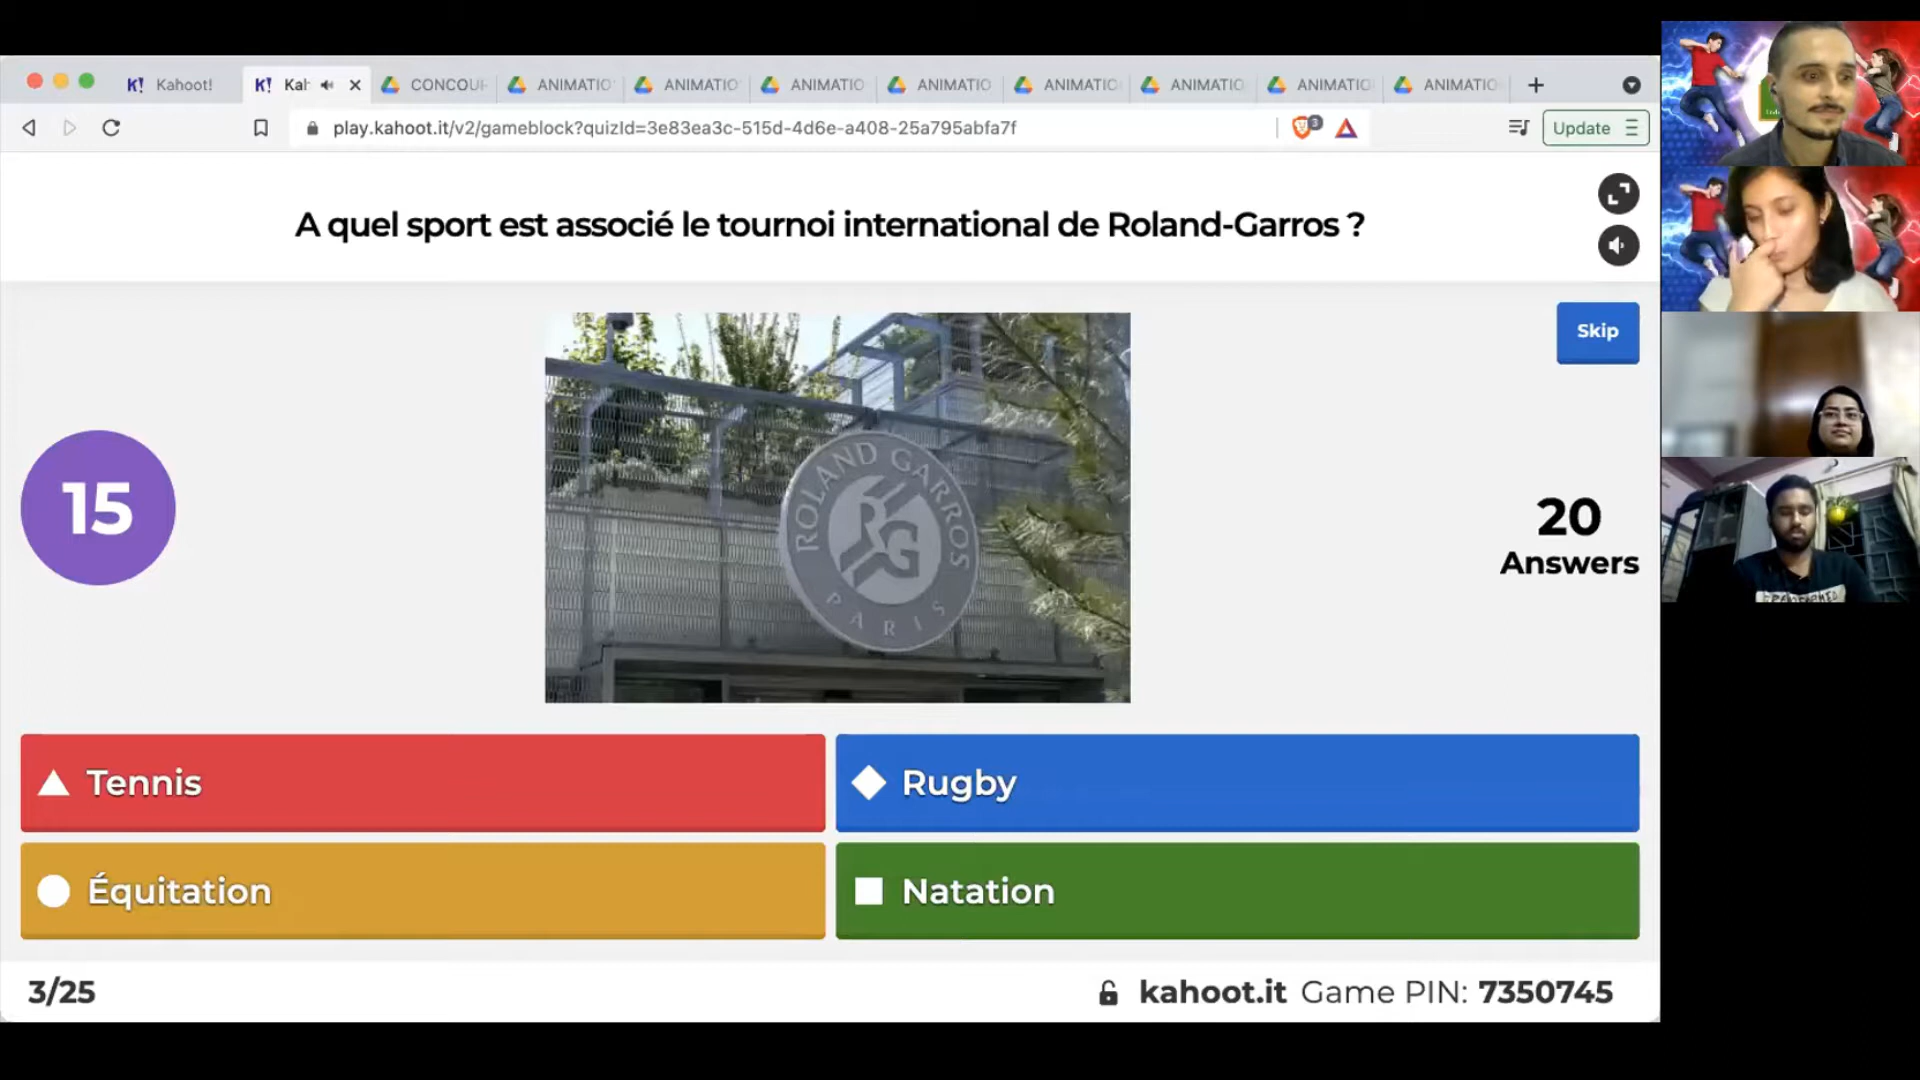 Kahoot!
Kal
CONCOU
ANIMATIO
ANIMATIO
ANIMATIO
ANIMATIO
ANIMATIO
ANIMATIO
ANIMATIO
ANIMATIO
play.kahoot.it/v2/gameblock?quizId=3e83ea3c-515d-4d6e-a408-25a795abfa7f
3
Update
A quel sport est associé le tournoi international de Roland-Garros ?
Skip
ROLAND GARROS
RG
PARIS
15
20
Answers
Tennis
Rugby
Équitation
Natation
3/25
kahoot.it Game PIN: 7350745